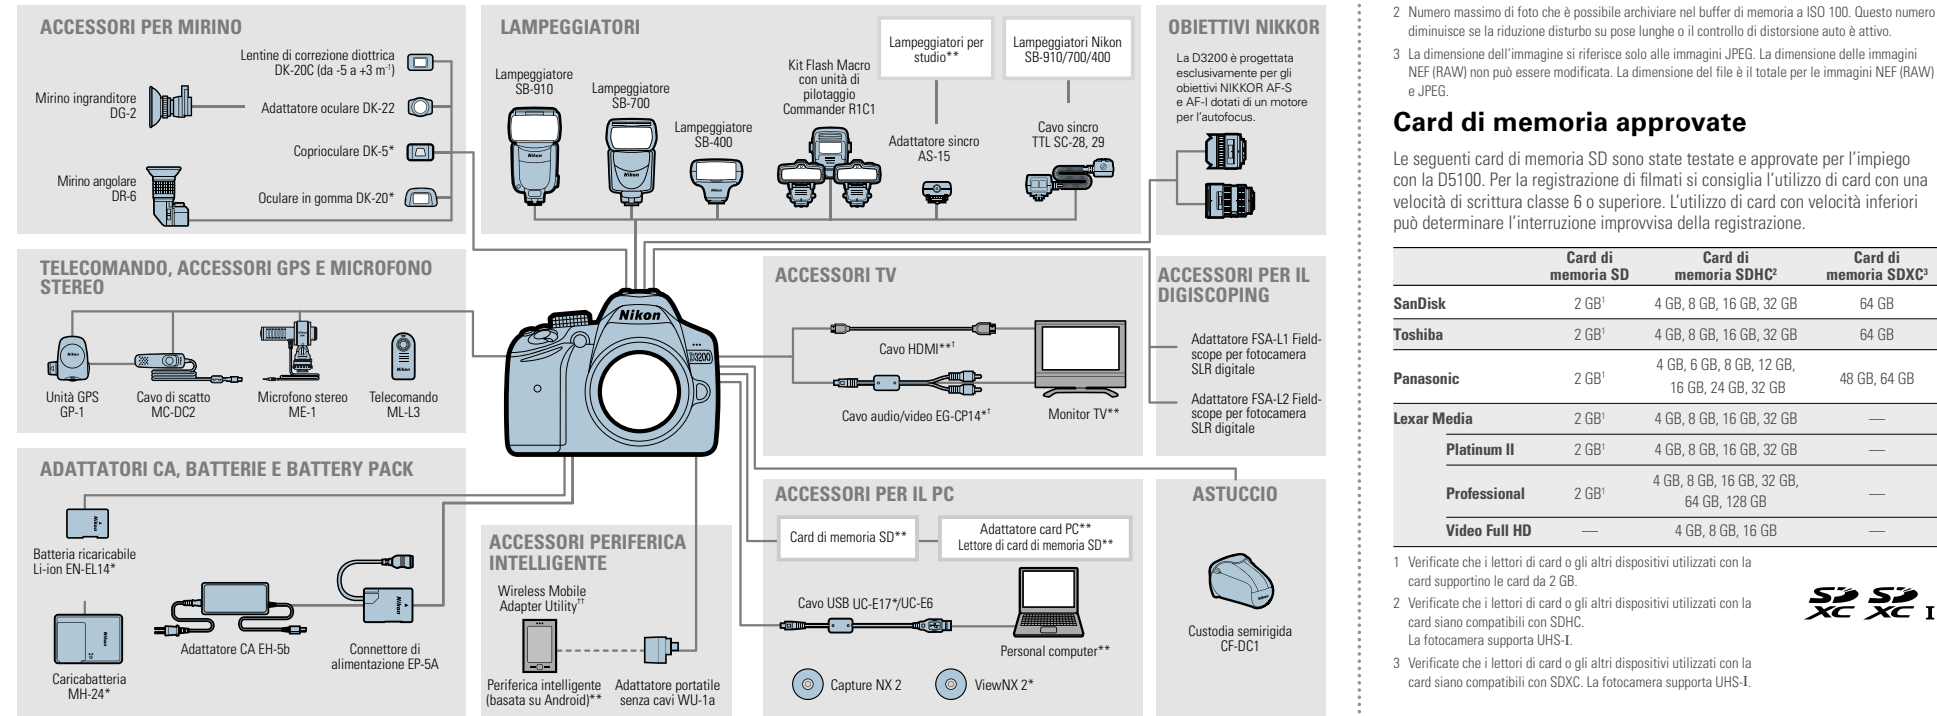 ACCESSORI PER MIRINO
Lentine di correzione diottrica
DK-20C (da -5 a +3 m-1)
Mirino ingranditore
DG-2
Adattatore oculare DK-22
Coprioculare DK-5*
Mirino angolare
DR-6
Oculare in gomma DK-20*
LAMPEGGIATORI
Lampeggiatore
SB-910
Lampeggiatore
SB-700
Lampeggiatore
SB-400
Kit Flash Macro
con unità di
pilotaggio
Commander R1C1
Lampeggiatori per
studio**
Adattatore sincro
AS-15
Lampeggiatori Nikon
SB-910/700/400
Cavo sincro
TTL SC-28, 29
OBIETTIVI NIKKOR
La D3200 è progettata
esclusivamente per gli
obiettivi NIKKOR AF-S
e AF-I dotati di un motore
per l'autofocus.
TELECOMANDO, ACCESSORI GPS E MICROFONO
STEREO
Unità GPS
GP-1
Cavo di scatto
MC-DC2
Microfono stereo
ME-1
Telecomando
ML-L3
Nikon
D3200
ACCESSORI TV
Cavo HDMI**†
Cavo audio/video EG-CP14*†
Monitor TV**
ACCESSORI PER IL
DIGISCOPING
Adattatore FSA-L1 Field-
scope per fotocamera
SLR digitale
Adattatore FSA-L2 Field-
scope per fotocamera
SLR digitale
ADATTATORI CA, BATTERIE E BATTERY PACK
Batteria ricaricabile
Li-ion EN-EL14*
Caricabatteria
MH-24*
Adattatore CA EH-5b
Connettore di
alimentazione EP-5A
ACCESSORI PERIFERICA
INTELLIGENTE
Wireless Mobile
Adapter Utility††
Periferica intelligente
(basata su Android)**
Adattatore portatile
senza cavi WU-1a
ACCESSORI PER IL PC
Card di memoria SD**
Adattatore card PC**
Lettore di card di memoria SD**
Cavo USB UC-E17*/UC-E6
Personal computer**
Capture NX 2
ViewNX 2*
ASTUCCIO
Custodia semirigida
CF-DC1
2 Numero massimo di foto che è possibile archiviare nel buffer di memoria a ISO 100. Questo numero
diminuisce se la riduzione disturbo su pose lunghe o il controllo di distorsione auto è attivo.
3 La dimensione dell'immagine si riferisce solo alle immagini JPEG. La dimensione delle immagini
NEF (RAW) non può essere modificata. La dimensione del file è il totale per le immagini NEF (RAW)
e JPEG.
Card di memoria approvate
Le seguenti card di memoria SD sono state testate e approvate per l'impiego
con la D5100. Per la registrazione di filmati si consiglia l'utilizzo di card con una
velocità di scrittura classe 6 o superiore. L'utilizzo di card con velocità inferiori
può determinare l'interruzione improvvisa della registrazione.
Card di memoria SD Card di memoria SDHC2 Card di memoria SDXC3
SanDisk 2 GB1 4 GB, 8 GB, 16 GB, 32 GB 64 GB
Toshiba 2 GB1 4 GB, 8 GB, 16 GB, 32 GB 64 GB
Panasonic 2 GB1 4 GB, 6 GB, 8 GB, 12 GB,
16 GB, 24 GB, 32 GB 48 GB, 64 GB
Lexar Media 2 GB1 4 GB, 8 GB, 16 GB, 32 GB —
Platinum II 2 GB1 4 GB, 8 GB, 16 GB, 32 GB —
Professional 2 GB1 4 GB, 8 GB, 16 GB, 32 GB,
64 GB, 128 GB —
Video Full HD — 4 GB, 8 GB, 16 GB —
1 Verificate che i lettori di card o gli altri dispositivi utilizzati con la
card supportino le card da 2 GB.
2 Verificate che i lettori di card o gli altri dispositivi utilizzati con la
card siano compatibili con SDHC.
La fotocamera supporta UHS-I.
3 Verificate che i lettori di card o gli altri dispositivi utilizzati con la
card siano compatibili con SDXC. La fotocamera supporta UHS-I.
SD XC SD XC I